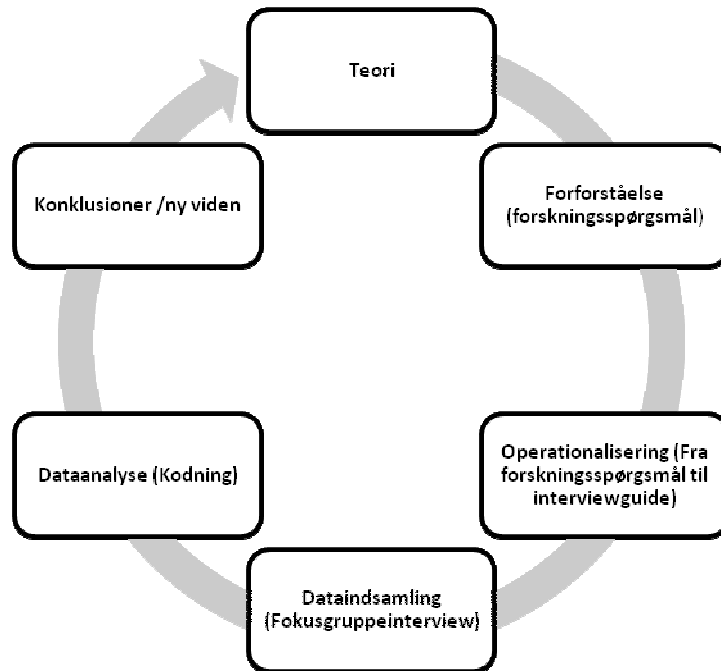 Teori
Forforståelse
(forskningsspørgsmål)
Operationalisering (Fra
forskningsspørgsmål til
interviewguide)
Dataindsamling
(Fokusgruppeinterview)
Dataanalyse (Kodning)
Konklusioner /ny viden